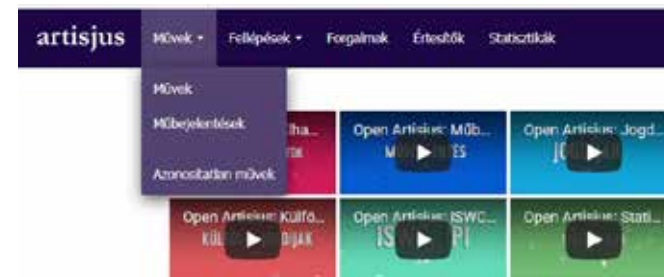 artisjus Művek Fellépések Forgalmak Értesítők Statisztikák
Művek
Műbejelentések
Azonosítatlan művek
Open Artisjus: Műb...
Open Artisjus: Jogd...
Open Artisjus: Külfö...
Open Artisjus: ISWC...
Open Artisjus: Stati...